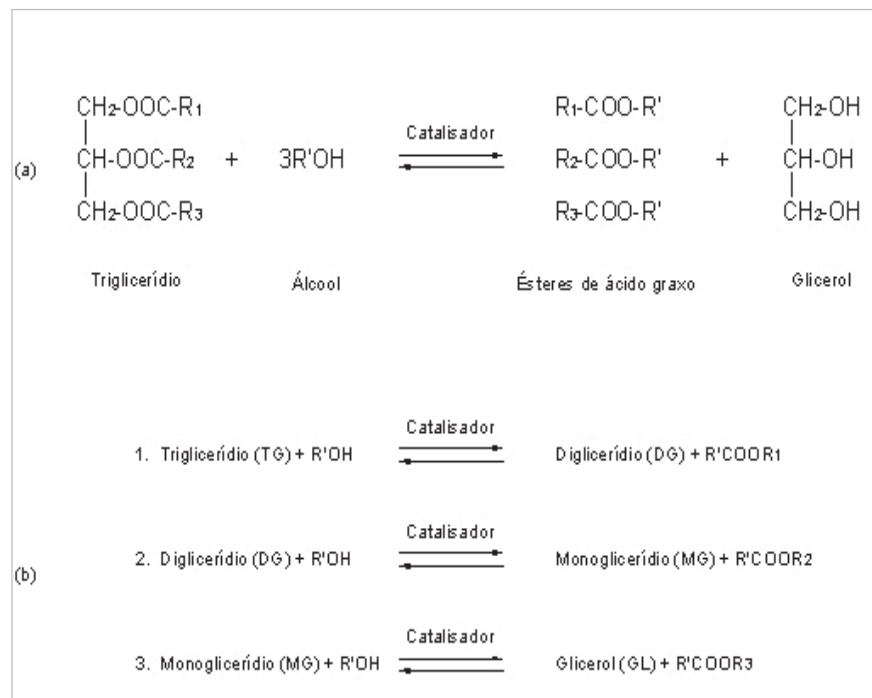 CH2-OOC-R1 R1-COO-R' CH2-OH
Catalisador
(a) CH-OOC-R2 + 3R'OH R2-COO-R' + CH-OH
CH2-OOC-R3 R3-COO-R' CH2-OH
Triglicerídio Álcool Ésteres de ácido graxo Glicerol
Catalisador
1. Triglicerídio (TG) + R'OH Diglicerídio (DG) + R'COOR1
Catalisador
2. Diglicerídio (DG) + R'OH Monoglicerídio (MG) + R'COOR2
(b)
Catalisador
3. Monoglicerídio (MG) + R'OH Glicerol (GL) + R'COOR3